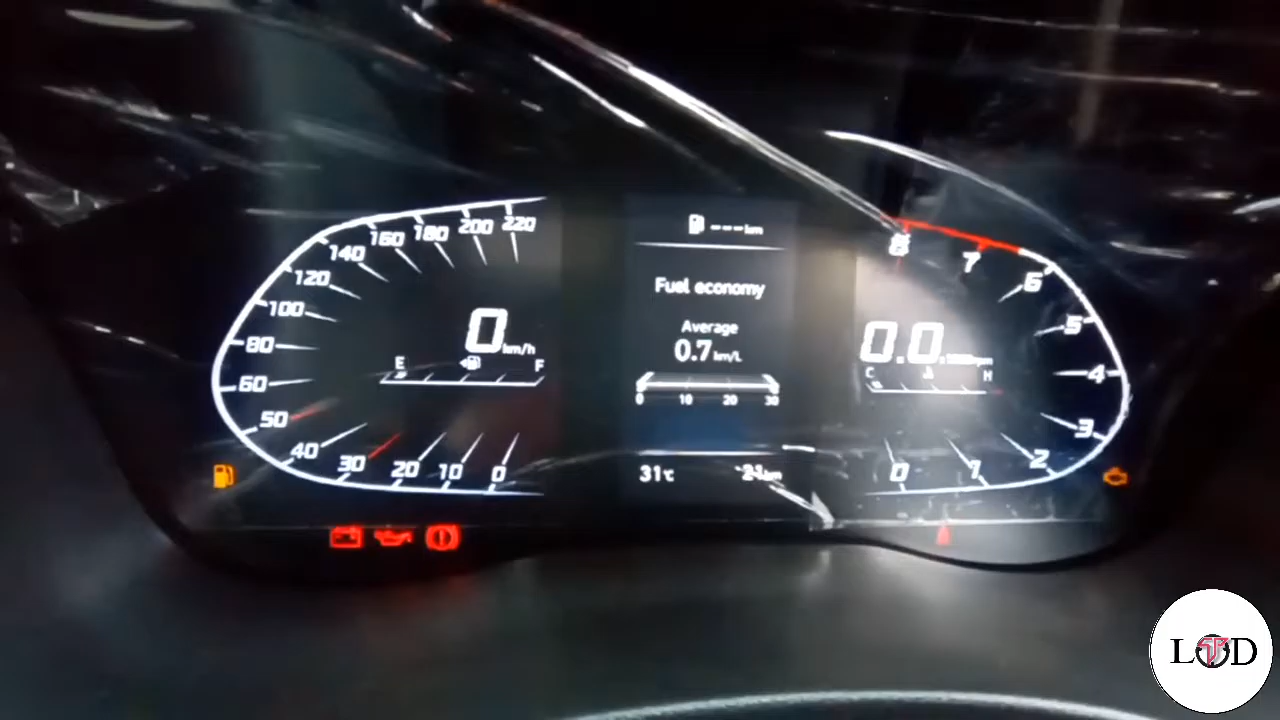 220
200
180
160
140
120
100
80
60
50
40
30
20
10
0
0 km/h
E F
---km
Fuel economy
Average
0.7 km/L
0 10 20 30
31°c
21km
8
7
6
5
4
3
2
1
0
0.0
C H
LTD